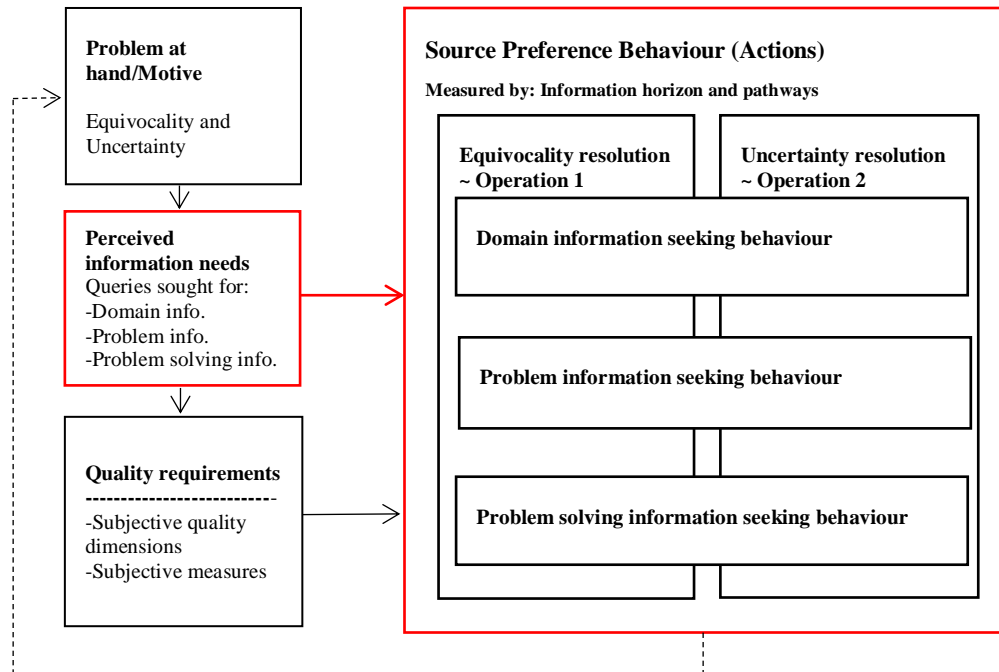 Problem at
hand/Motive
Equivocality and
Uncertainty
Perceived
information needs
Queries sought for:
-Domain info.
-Problem info.
-Problem solving info.
Quality requirements
-Subjective quality
dimensions
-Subjective measures
Source Preference Behaviour (Actions)
Measured by: Information horizon and pathways
Equivocality resolution
~ Operation 1
Uncertainty resolution
~ Operation 2
Domain information seeking behaviour
Problem information seeking behaviour
Problem solving information seeking behaviour